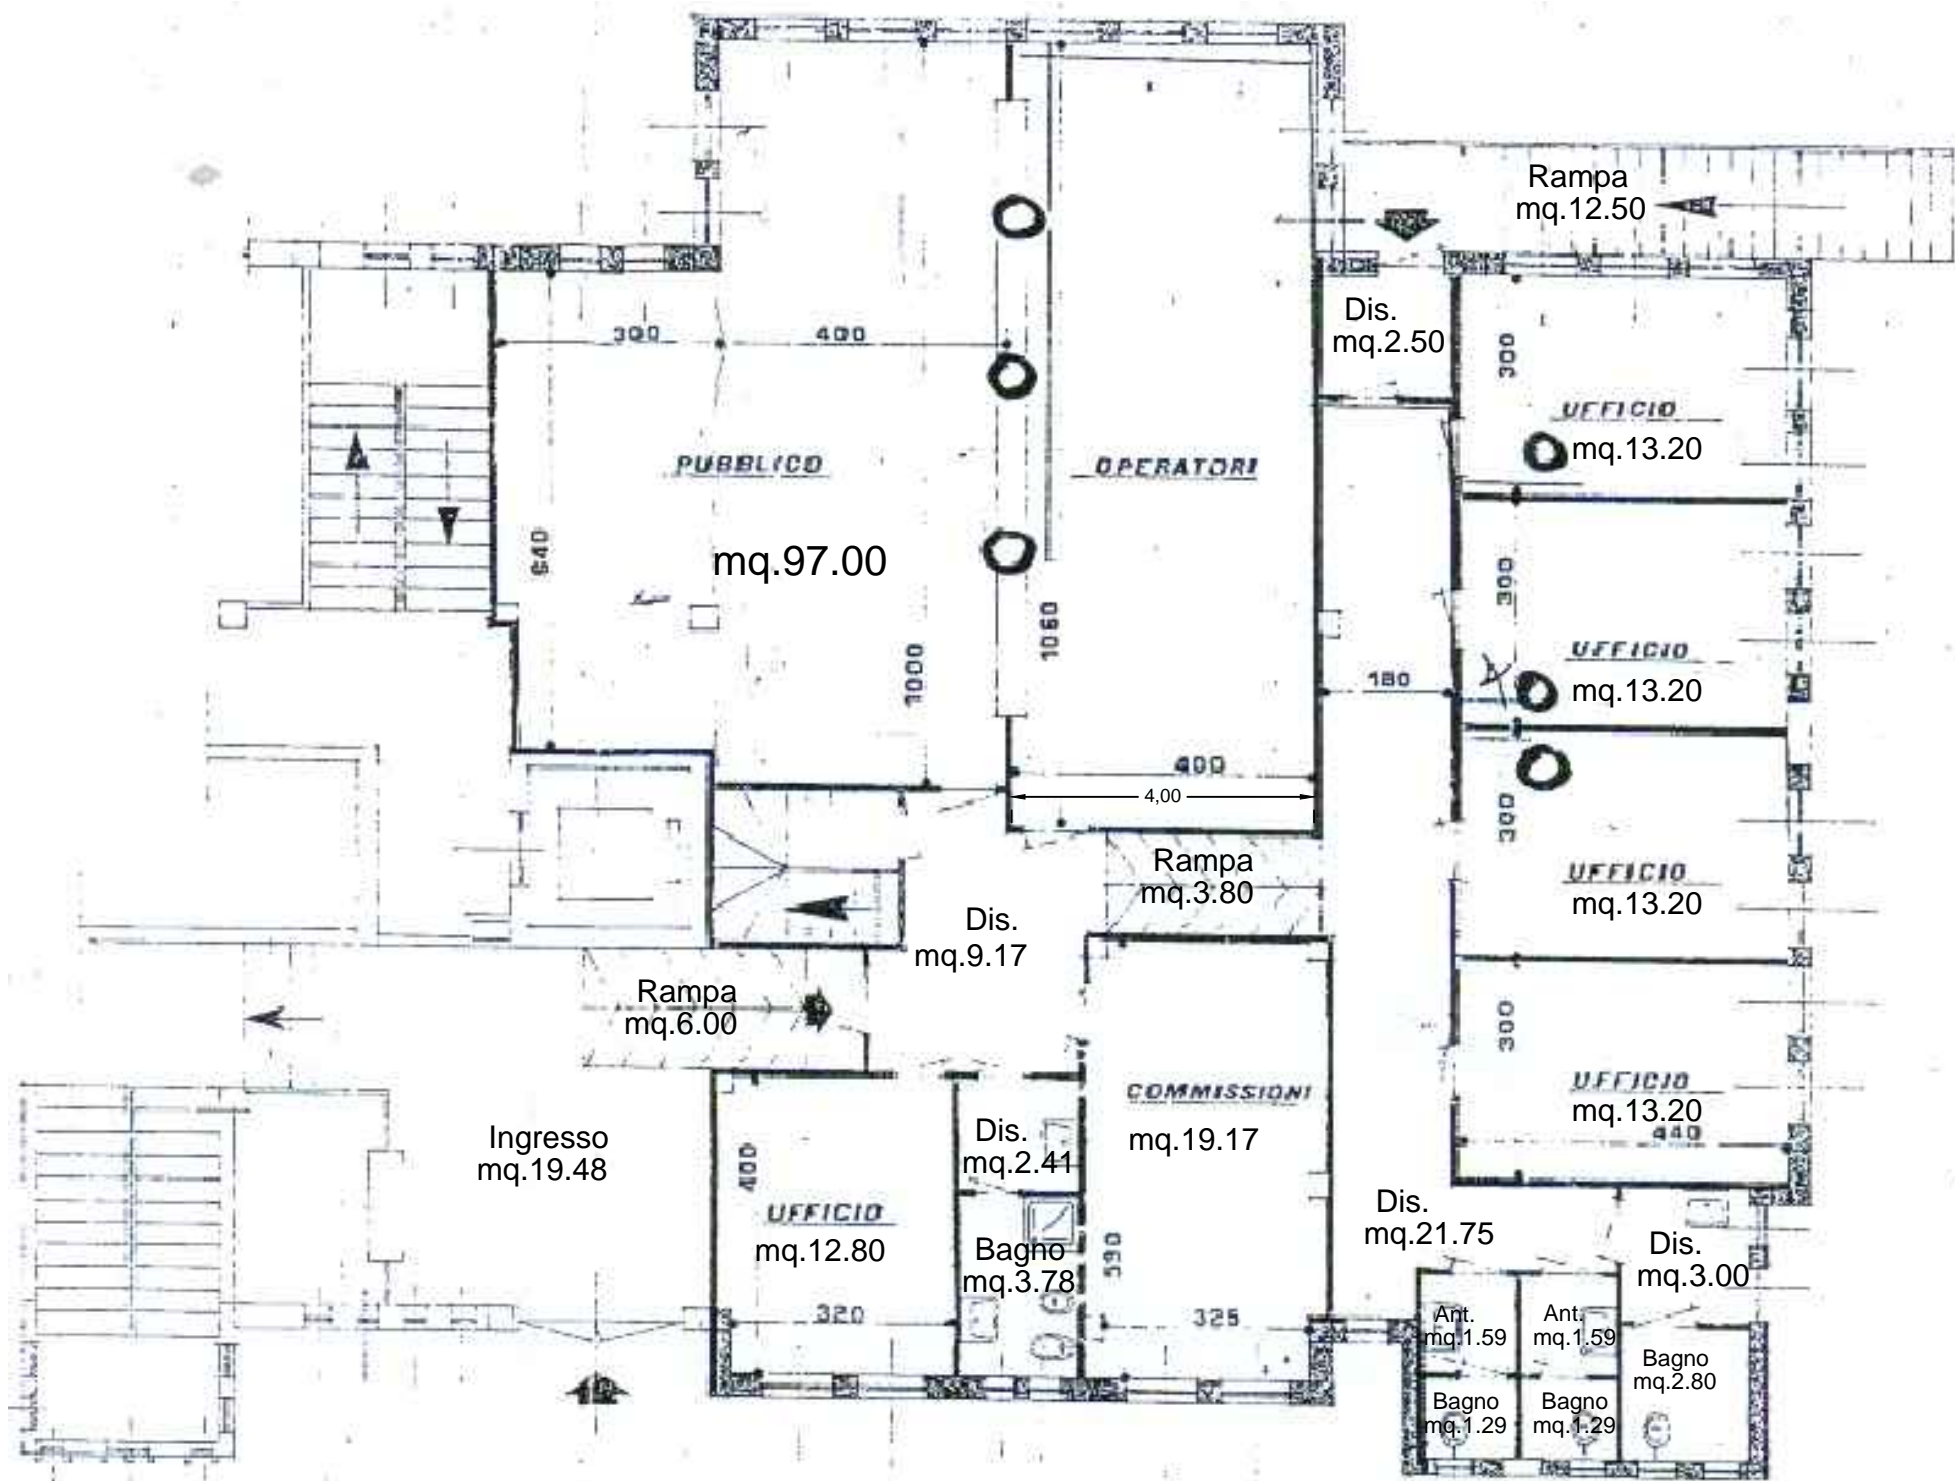 Rampa
mq.12.50
Dis.
mq.2.50
300
400
300
UFFICIO
mq.13.20
PUBBLICO
OPERATORI
mq.97.00
640
1000
1060
300
UFFICIO
mq.13.20
180
400
4,00
300
UFFICIO
mq.13.20
Rampa
mq.3.80
Dis.
mq.9.17
Rampa
mq.6.00
300
UFFICIO
mq.13.20
440
COMMISSIONI
mq.19.17
Ingresso
mq.19.48
400
UFFICIO
mq.12.80
320
Dis.
mq.2.41
Bagno
mq.3.78
590
325
Dis.
mq.21.75
Dis.
mq.3.00
Ant.
mq.1.59
Ant.
mq.1.59
Bagno
mq.2.80
Bagno
mq.1.29
Bagno
mq.1.29